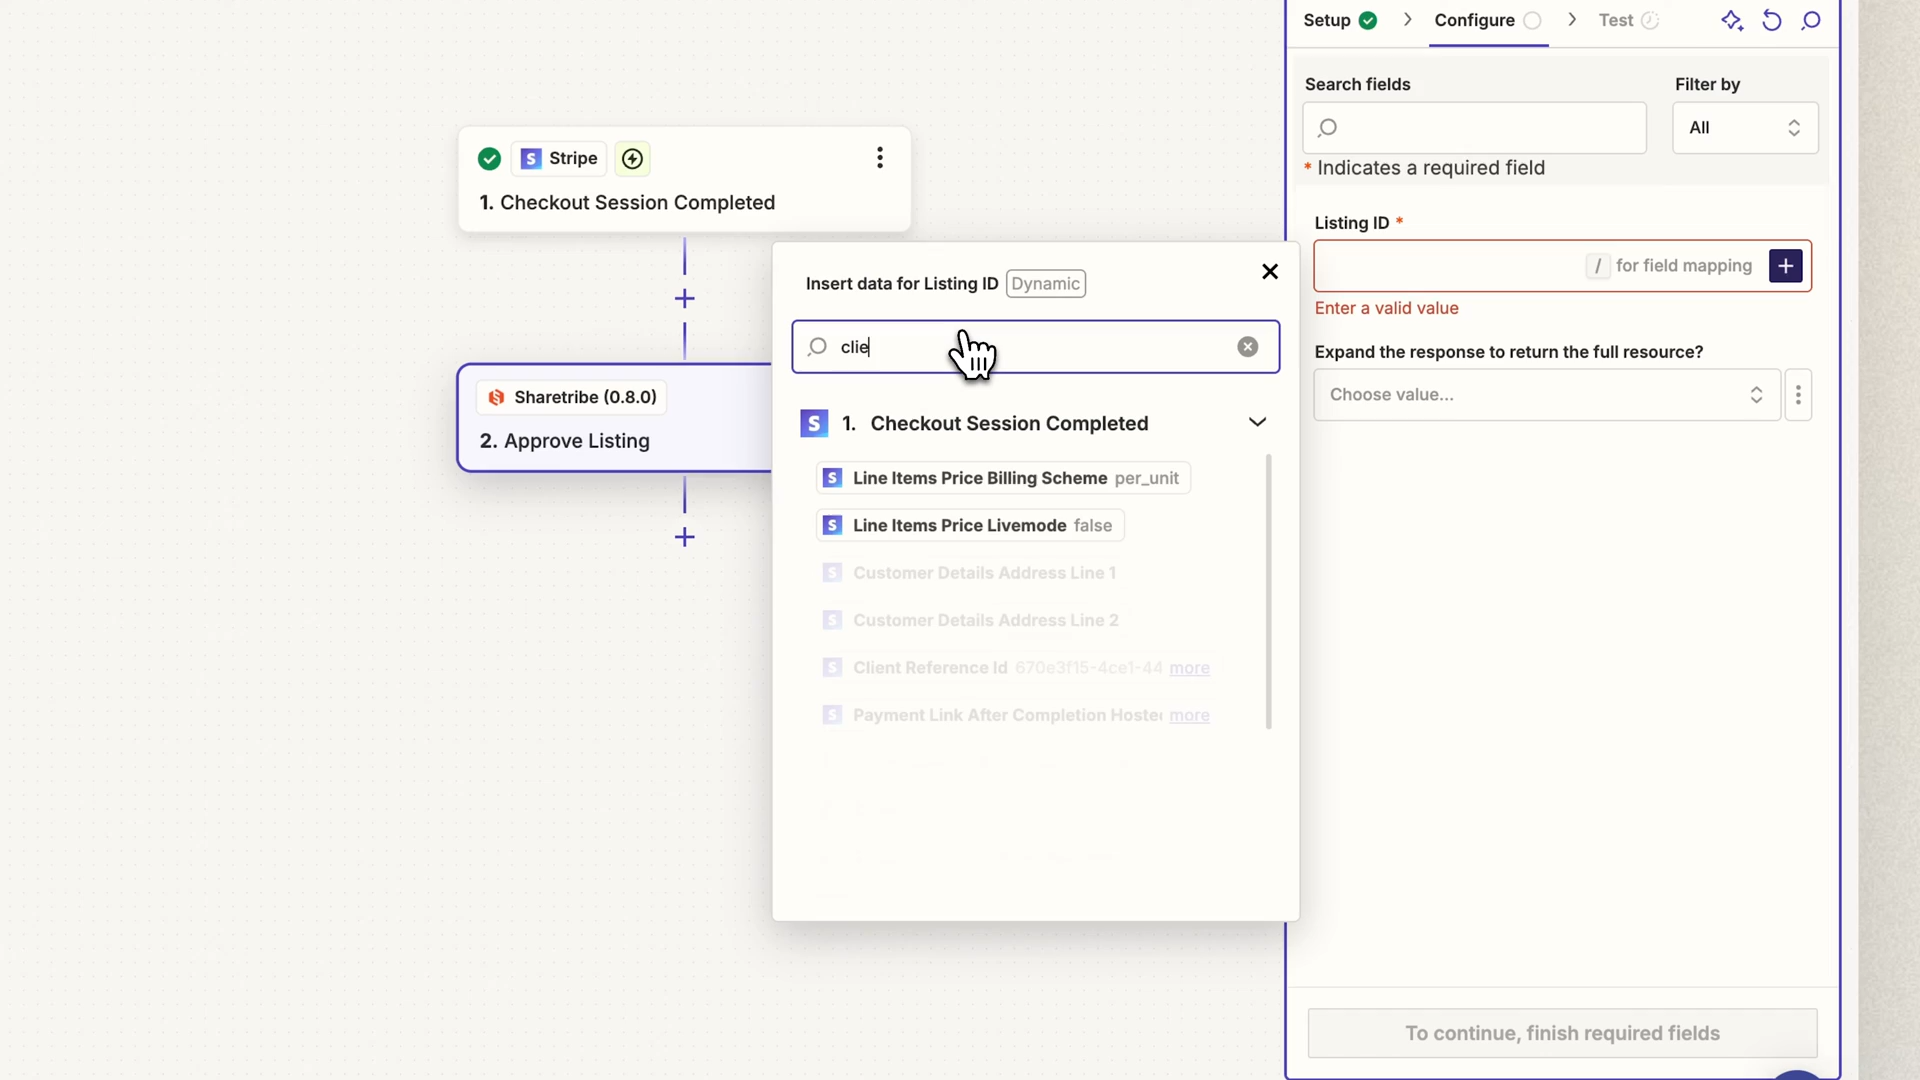 Setup
Configure
Test
Search fields
Filter by
All
* Indicates a required field
Listing ID *
/ for field mapping
Enter a valid value
Expand the response to return the full resource?
Choose value...
To continue, finish required fields
Stripe
1. Checkout Session Completed
Sharetribe (0.8.0)
2. Approve Listing
Insert data for Listing ID Dynamic
clie
1. Checkout Session Completed
Line Items Price Billing Scheme per_unit
Line Items Price Livemode false
Customer Details Address Line 1
Customer Details Address Line 2
Client Reference Id 670e3f15-4ce1-44 more
Payment Link After Completion Hoste more